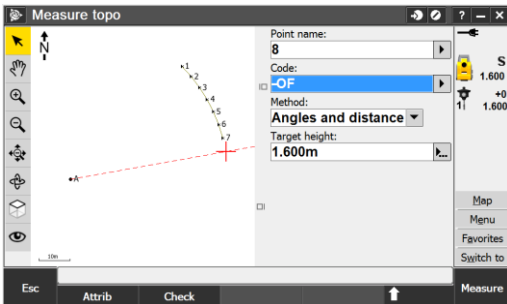 Measure topo
? – ×
N
1
2
3
4
5
6
7
A
10m
Point name:
8
Code:
-OF
Method:
Angles and distance
Target height:
1.600m
S
1.600
+0
1
1.600
Map
Menu
Favorites
Switch to
Esc
Attrib
Check
Measure